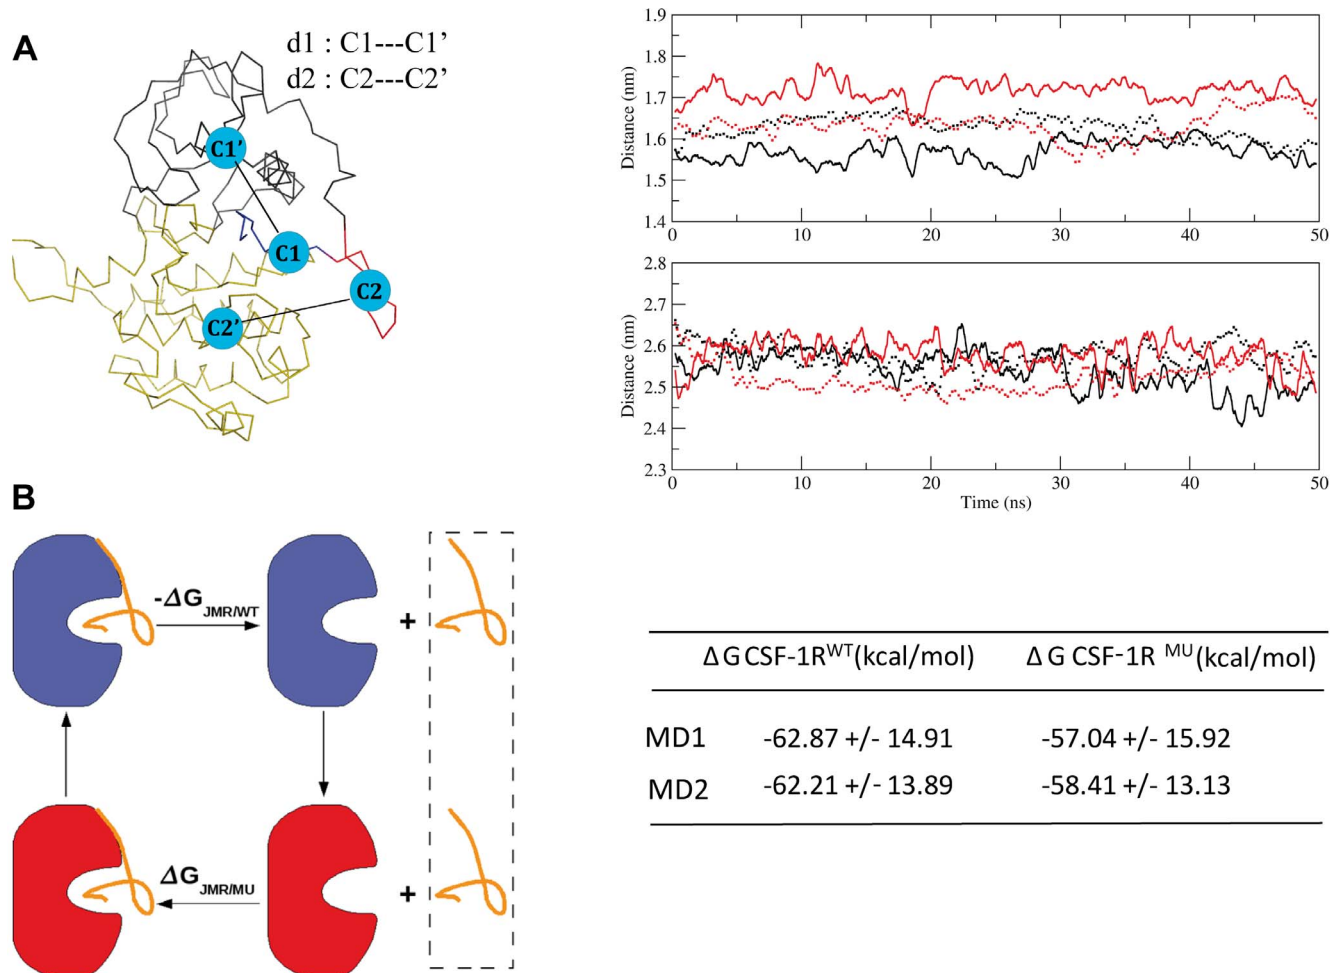 A
d1 : C1---C1’
d2 : C2---C2’
C1’
C1
C2
C2’
1.9
1.8
1.7
1.6
1.5
1.4
Distance (nm)
0 10 20 30 40 50
2.8
2.7
2.6
2.5
2.4
2.3
Distance (nm)
0 10 20 30 40 50
Time (ns)
B
-ΔG JMR/WT
+
ΔG JMR/MU
+
ΔG CSF-1R^WT (kcal/mol) ΔG CSF-1R ^MU (kcal/mol)
MD1 -62.87 +/- 14.91 -57.04 +/- 15.92
MD2 -62.21 +/- 13.89 -58.41 +/- 13.13